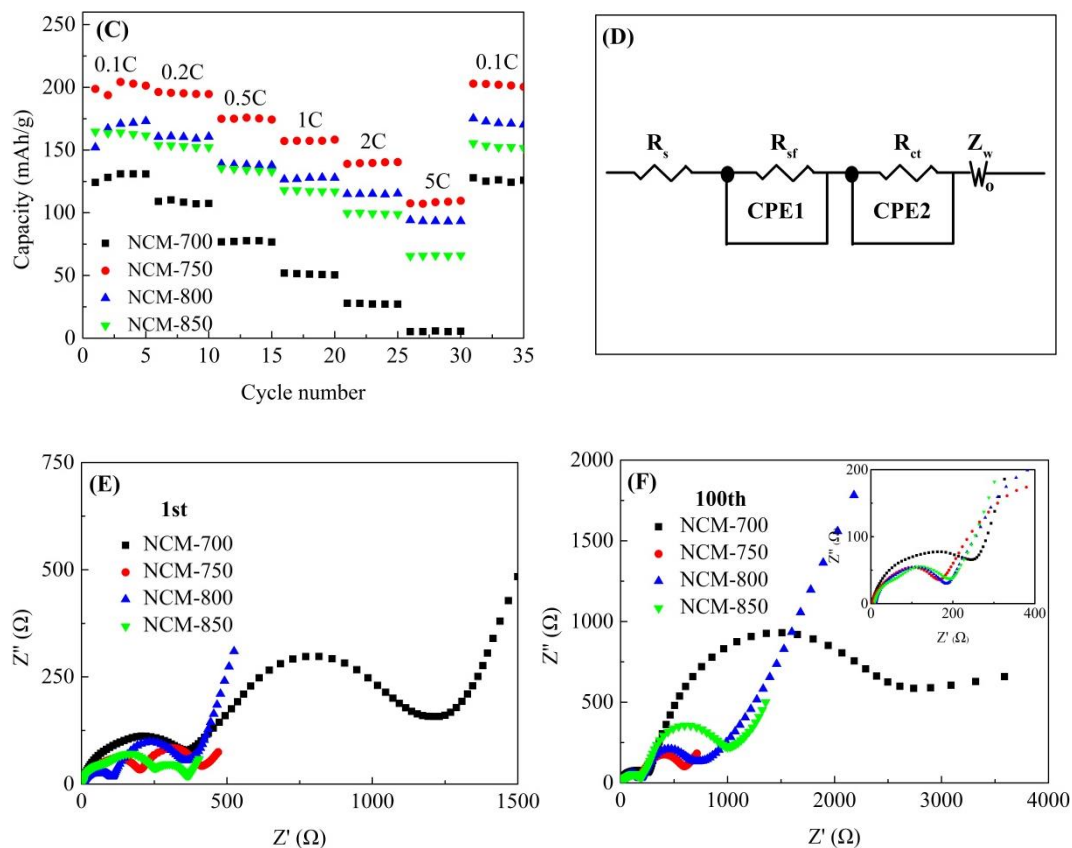 (C)
250
200
150
100
50
0
Capacity (mAh/g)
0.1C
0.2C
0.5C
1C
2C
5C
0.1C
NCM-700
NCM-750
NCM-800
NCM-850
0 5 10 15 20 25 30 35
Cycle number
(D)
Rs
Rsf
Rct
Zw
o
CPE1
CPE2
(E)
1st
NCM-700
NCM-750
NCM-800
NCM-850
750
500
250
0
Z'' (Ω)
0 500 1000 1500
Z' (Ω)
(F)
100th
NCM-700
NCM-750
NCM-800
NCM-850
2000
1750
1500
1250
1000
750
500
250
0
Z'' (Ω)
0 1000 2000 3000 4000
Z' (Ω)
200
100
0
Z'' (Ω)
0 200 400
Z' (Ω)